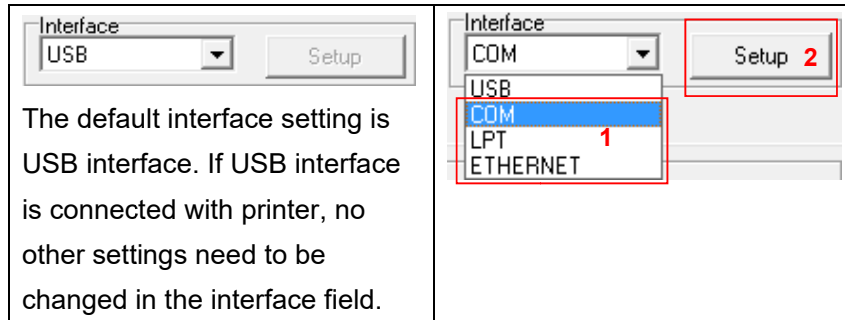 Interface
USB
Setup
The default interface setting is
USB interface. If USB interface
is connected with printer, no
other settings need to be
changed in the interface field.
Interface
COM
Setup 2
USB
COM
LPT 1
ETHERNET